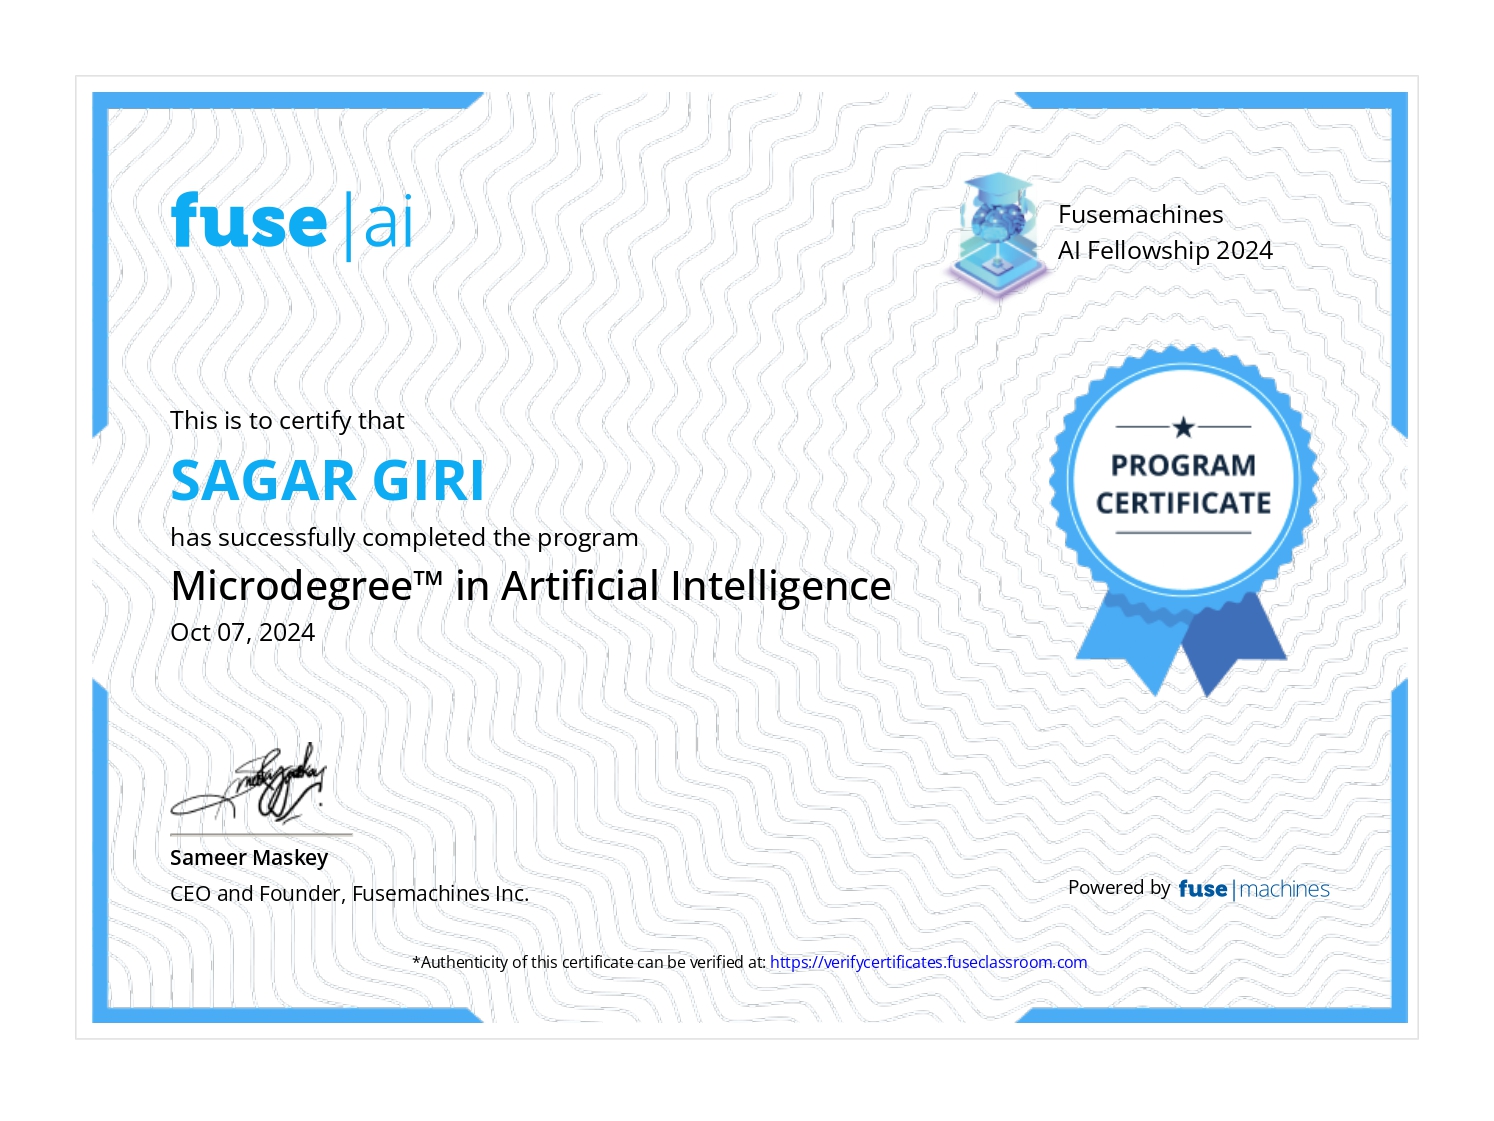 fuse|ai
Fusemachines
AI Fellowship 2024
This is to certify that
SAGAR GIRI
has successfully completed the program
Microdegree™ in Artificial Intelligence
Oct 07, 2024
PROGRAM
CERTIFICATE
Sameer Maskey
CEO and Founder, Fusemachines Inc.
Powered by fuse|machines
*Authenticity of this certificate can be verified at: https://verifycertificates.fuseclassroom.com